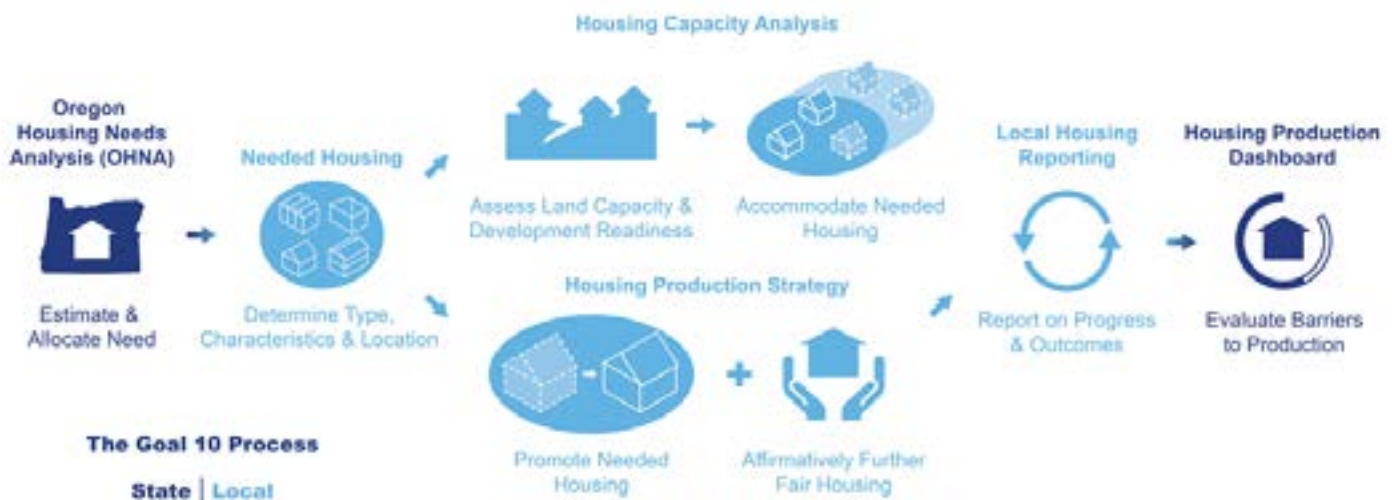 Housing Capacity Analysis
Oregon
Housing Needs
Analysis (OHNA)
Estimate &
Allocate Need
Needed Housing
Determine Type,
Characteristics & Location
Assess Land Capacity &
Development Readiness
Accommodate Needed
Housing
Housing Production Strategy
Promote Needed
Housing
Affirmatively Further
Fair Housing
Local Housing
Reporting
Report on Progress
& Outcomes
Housing Production
Dashboard
Evaluate Barriers
to Production
The Goal 10 Process
State | Local